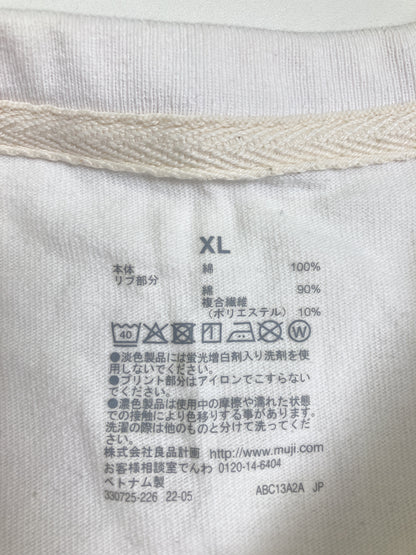 XL
本体 綿 100%
リブ部分
綿 90%
複合繊維
(ポリエステル) 10%
40 W
●淡色製品には蛍光増白剤入り洗剤を使
用しないでください。
●プリント部分はアイロンでこすらない
でください。
●濃色製品は使用中の摩擦や濡れた状態
での接触により色移りする事があります。
洗濯の際は他のものと分けて洗ってくだ
さい。
株式会社良品計画 http://www.muji.com
お客様相談室でんわ 0120-14-6404
ベトナム製
330725-226 22-05 ABC13A2A JP